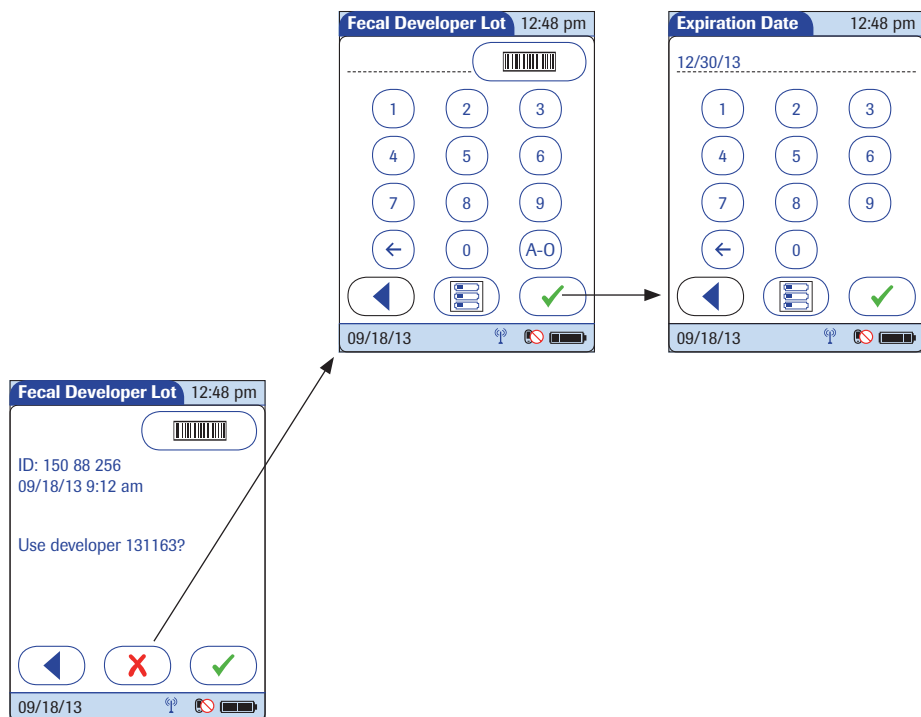 Fecal Developer Lot 12:48 pm
1 2 3
4 5 6
7 8 9
0 A-O
09/18/13
Expiration Date 12:48 pm
12/30/13
1 2 3
4 5 6
7 8 9
0
09/18/13
Fecal Developer Lot 12:48 pm
ID: 150 88 256
09/18/13 9:12 am
Use developer 131163?
09/18/13